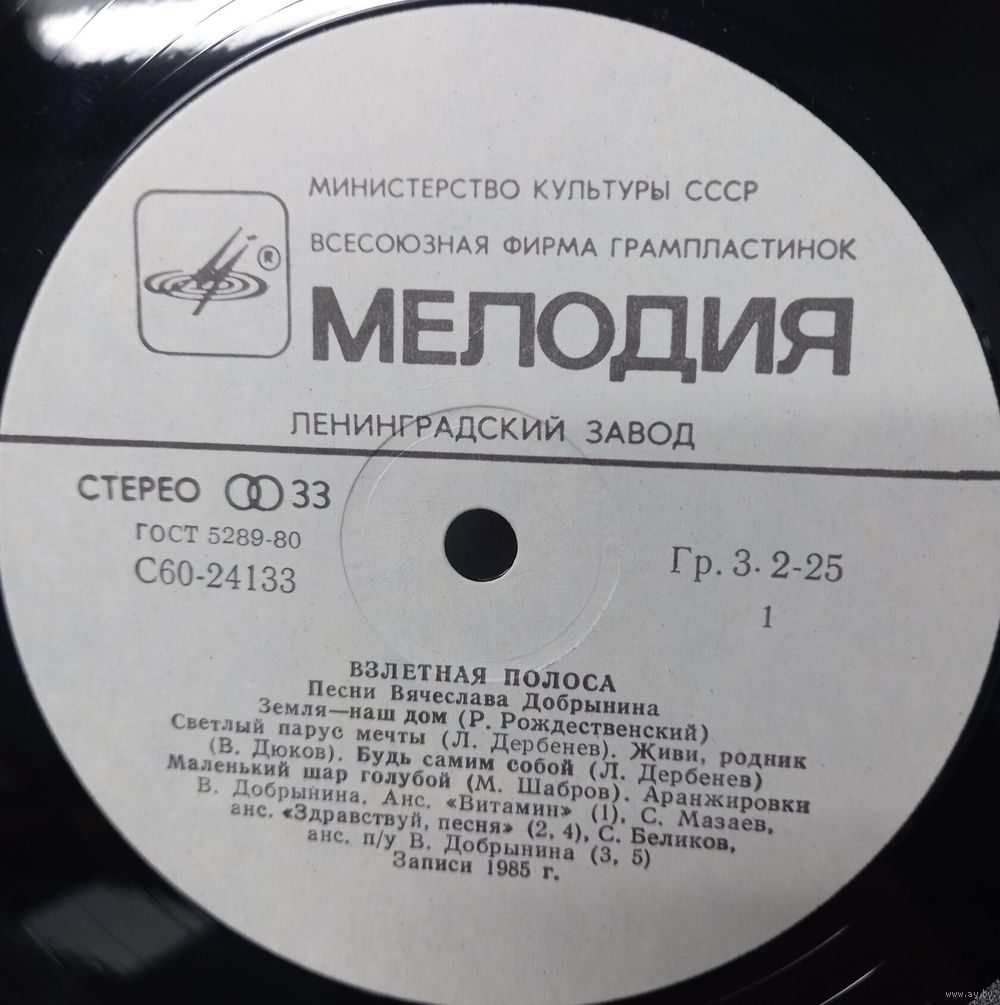 МИНИСТЕРСТВО КУЛЬТУРЫ СССР
ВСЕСОЮЗНАЯ ФИРМА ГРАМПЛАСТИНОК
®
МЕЛОДИЯ
ЛЕНИНГРАДСКИЙ ЗАВОД
СТЕРЕО 33
ГОСТ 5289-80
С60-24133
Гр. 3. 2-25
1
ВЗЛЕТНАЯ ПОЛОСА
Песни Вячеслава Добрынина
Земля—наш дом (Р. Рождественский)
Светлый парус мечты (Л. Дербенев). Живи, родник
(В. Дюков). Будь самим собой (Л. Дербенев)
Маленький шар голубой (М. Шабров). Аранжировки
В. Добрынина. Анс. «Витамин» (1), С. Мазаев,
анс. «Здравствуй, песня» (2, 4), С. Беликов,
анс. п/у В. Добрынина (3, 5)
Записи 1985 г.
www.ay.by